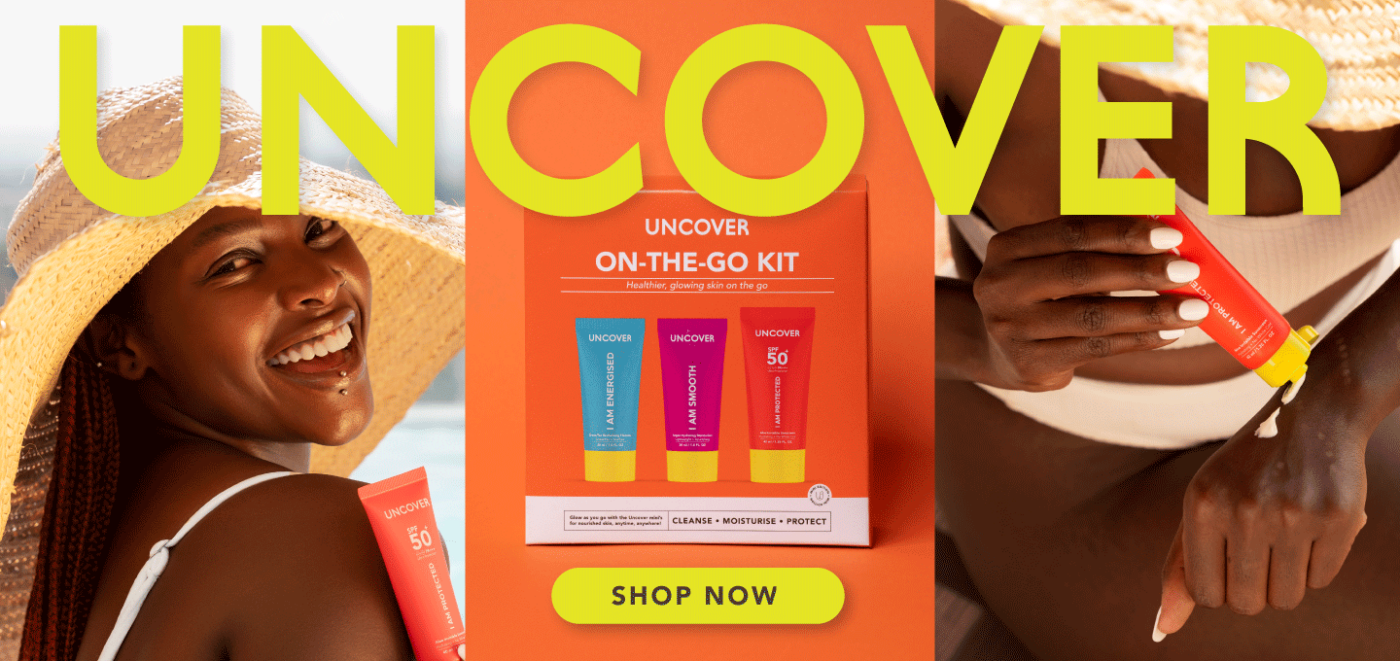 UNCOVER
UNCOVER
ON-THE-GO KIT
Healthier, glowing skin on the go
UNCOVER
I AM ENERGISED
UNCOVER
I AM SMOOTH
UNCOVER
SPF
50+
I AM PROTECTED
Glow as you go with the Uncover mini's
for nourished skin, anytime, anywhere!
CLEANSE • MOISTURISE • PROTECT
SHOP NOW
UNCOVER
SPF
50+
I AM PROTECTED
I AM PROTECTED